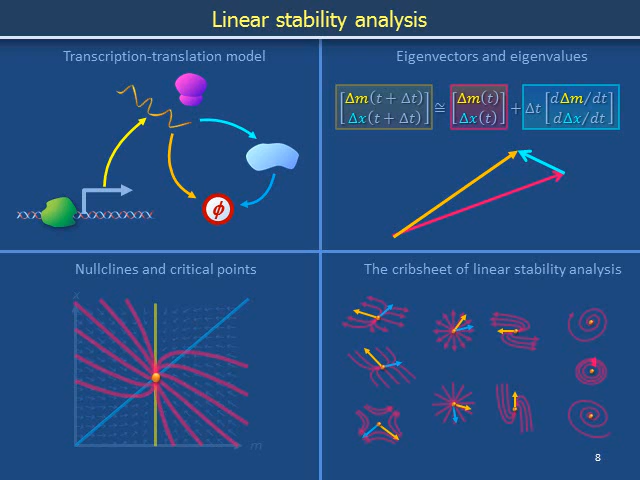 Linear stability analysis
Transcription-translation model
ϕ
Eigenvectors and eigenvalues
[Δm(t + Δt) Δx(t + Δt)] ≅ [Δm(t) Δx(t)] + Δt [dΔm/dt dΔx/dt]
Nullclines and critical points
x
m
The cribsheet of linear stability analysis
8